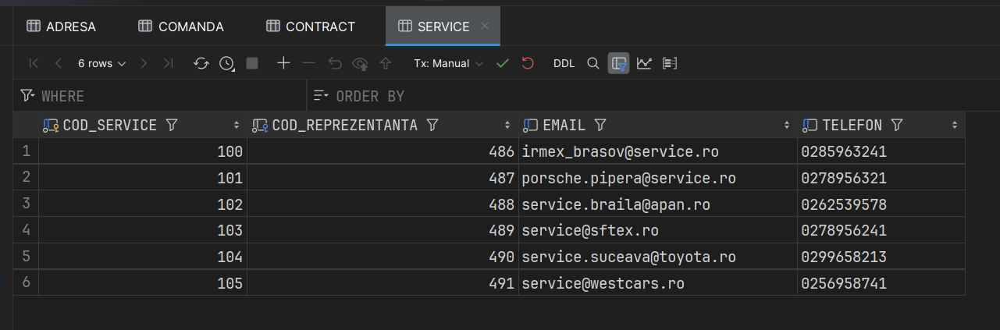 ADRESA COMANDA CONTRACT SERVICE
6 rows Tx: Manual DDL
WHERE ORDER BY
COD_SERVICE COD_REPREZENTANTA EMAIL TELEFON
1 100 486 irmex_brasov@service.ro 0285963241
2 101 487 porsche.pipera@service.ro 0278956321
3 102 488 service.braila@apan.ro 0262539578
4 103 489 service@sftex.ro 0278956241
5 104 490 service.suceava@toyota.ro 0299658213
6 105 491 service@westcars.ro 0256958741